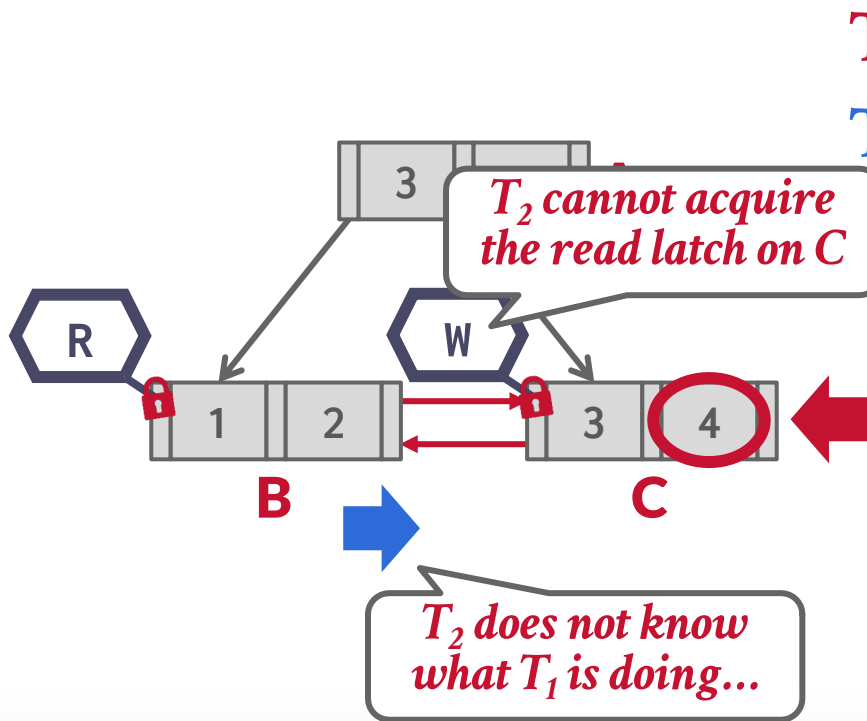 T
T
3
T₂ cannot acquire
the read latch on C
R
W
1 2
3 4
B
C
T₂ does not know
what T₁ is doing...